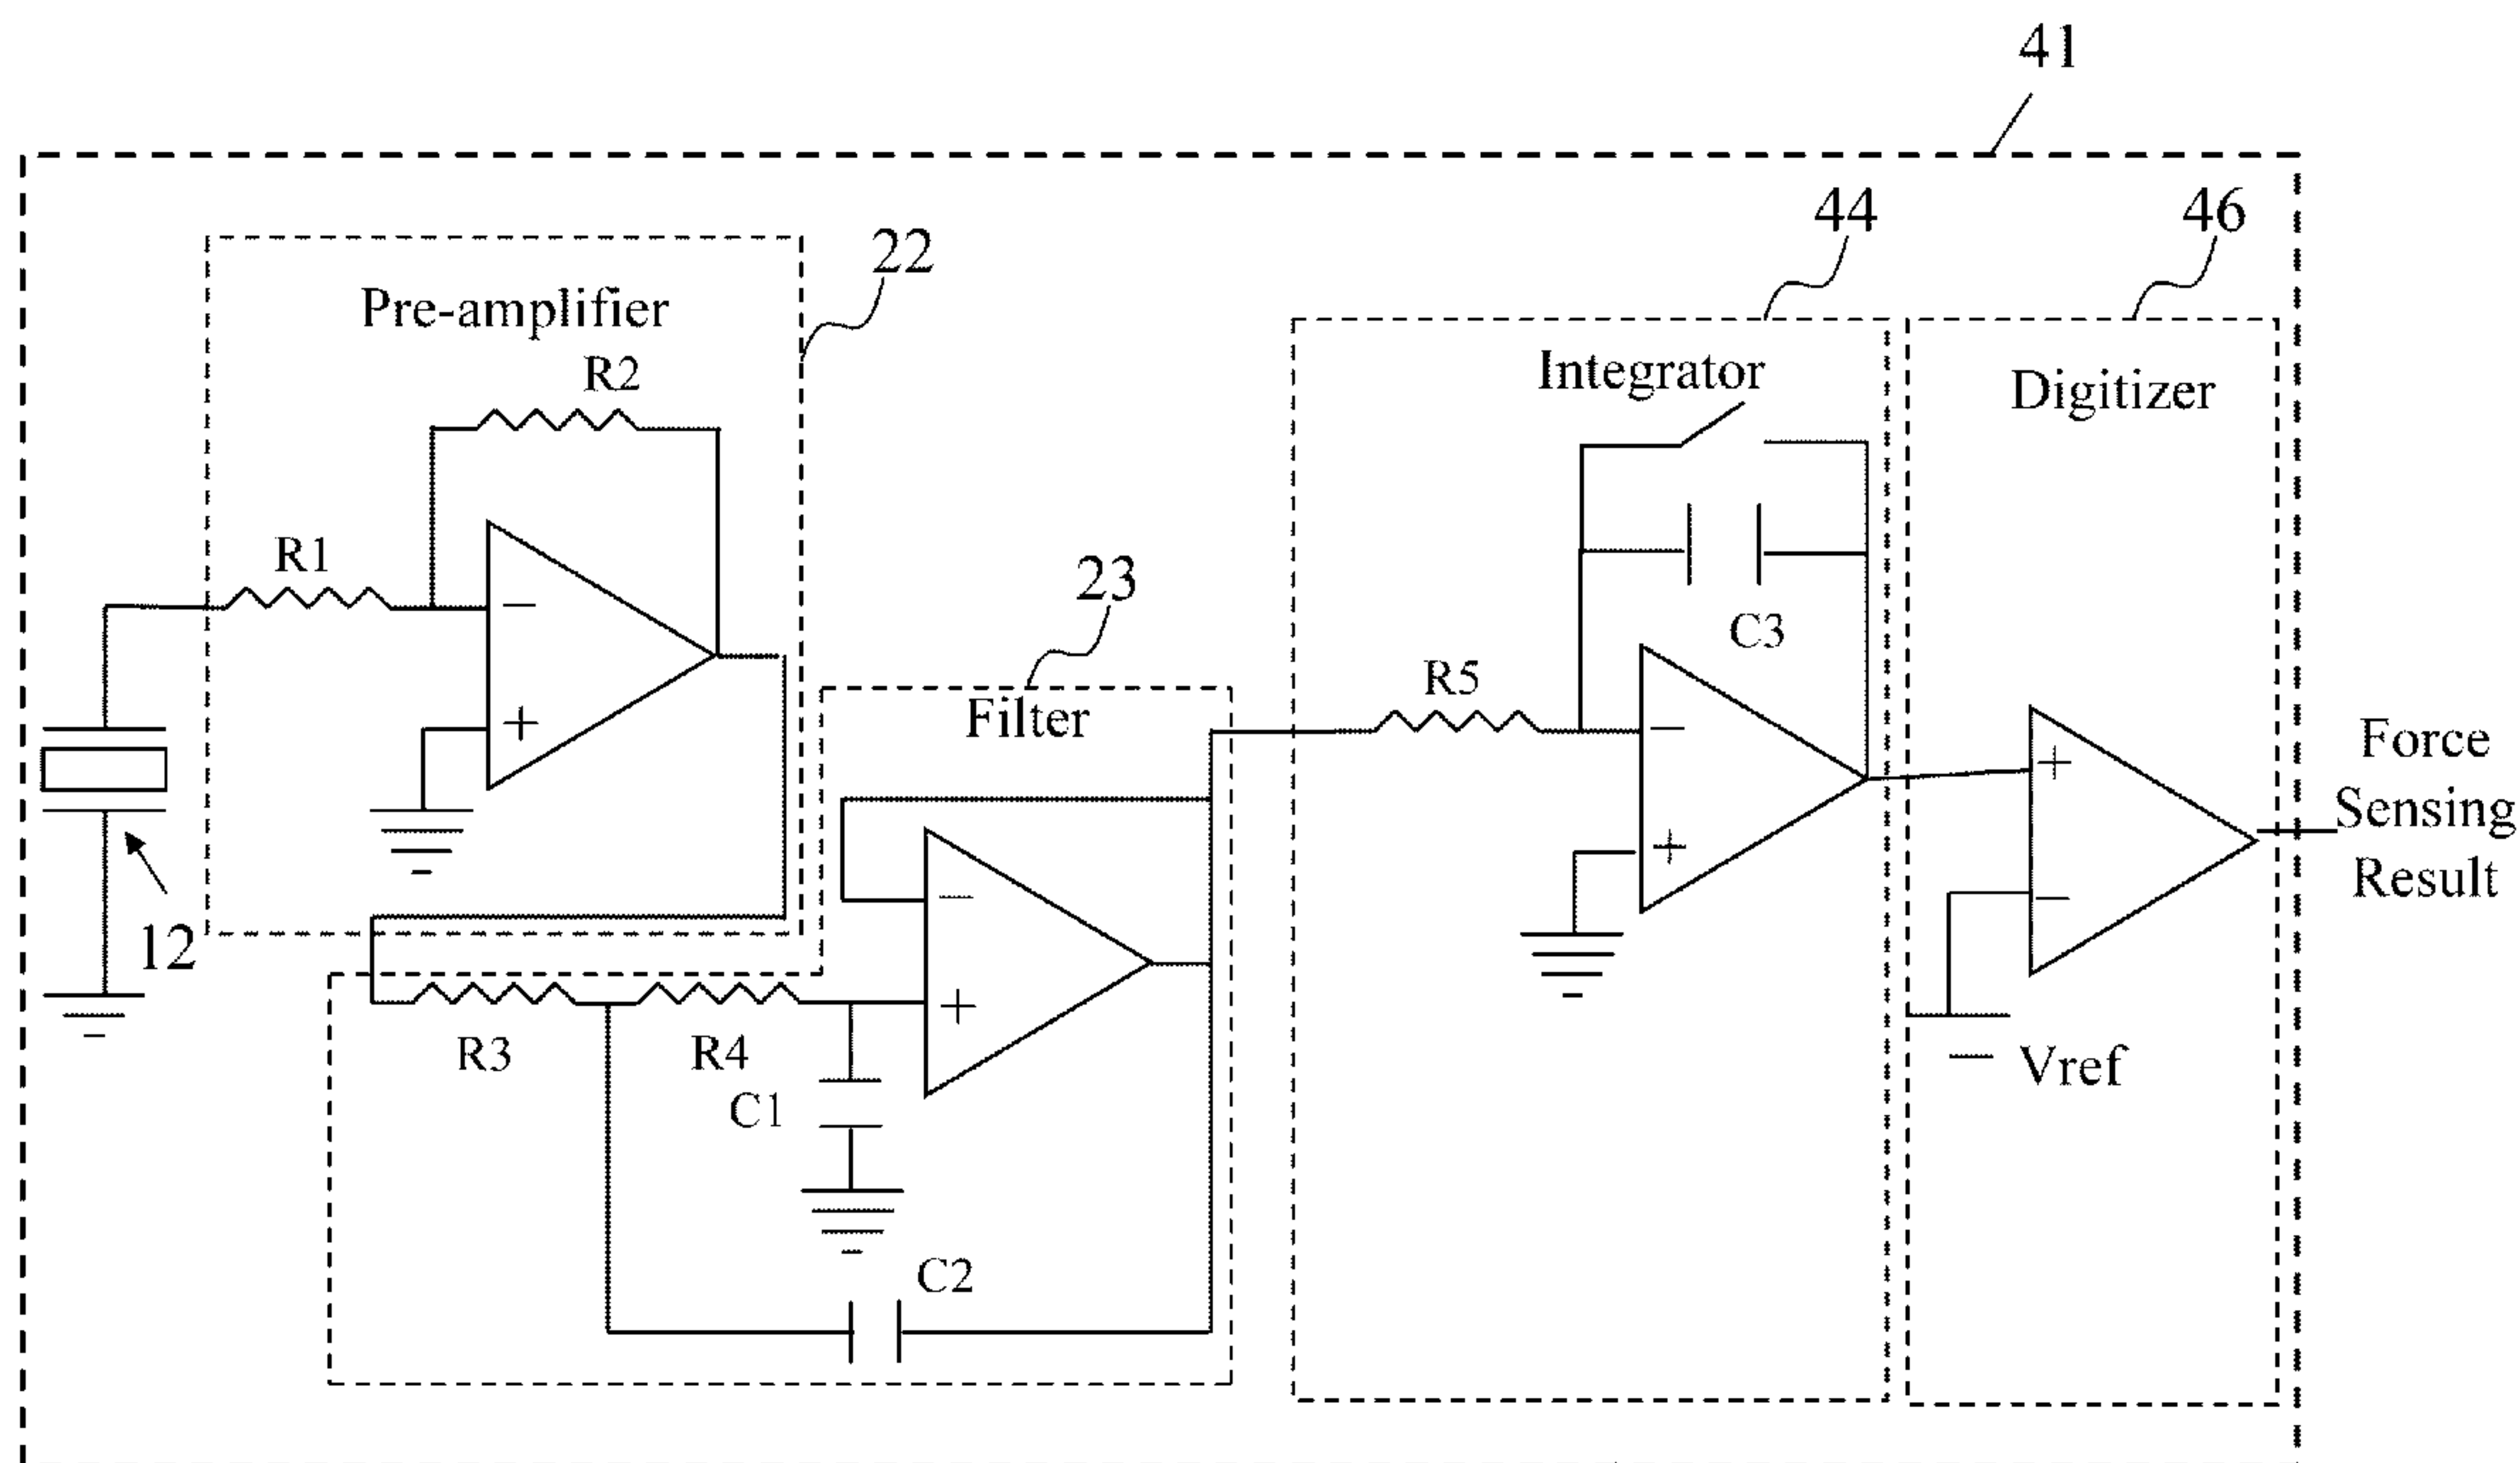 41
44
46
22
Pre-amplifier
R2
Integrator
Digitizer
R1
−
+
23
C3
R5
−
+
Filter
+
−
Force
Sensing
Result
12
−
+
R3
R4
C1
Vref
C2